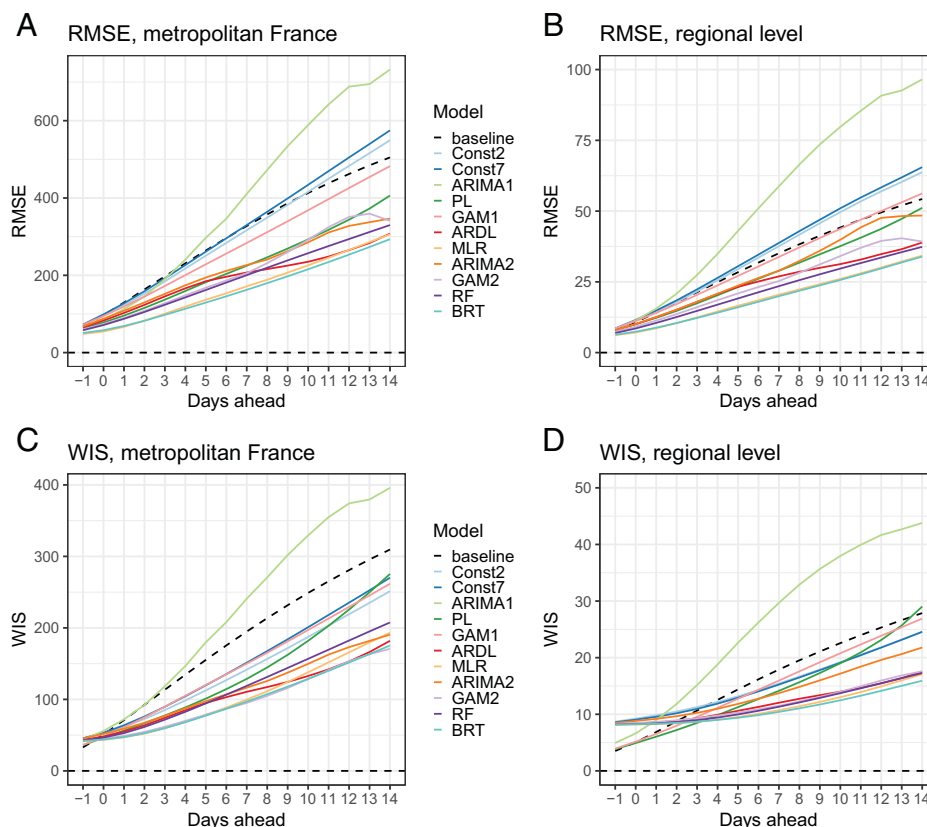 A
RMSE, metropolitan France
RMSE
600
400
200
0
−1 0 1 2 3 4 5 6 7 8 9 10 11 12 13 14
Days ahead
Model
baseline
Const2
Const7
ARIMA1
PL
GAM1
ARDL
MLR
ARIMA2
GAM2
RF
BRT
B
RMSE, regional level
RMSE
100
75
50
25
0
−1 0 1 2 3 4 5 6 7 8 9 10 11 12 13 14
Days ahead
C
WIS, metropolitan France
WIS
400
300
200
100
0
−1 0 1 2 3 4 5 6 7 8 9 10 11 12 13 14
Days ahead
Model
baseline
Const2
Const7
ARIMA1
PL
GAM1
ARDL
MLR
ARIMA2
GAM2
RF
BRT
D
WIS, regional level
WIS
50
40
30
20
10
0
−1 0 1 2 3 4 5 6 7 8 9 10 11 12 13 14
Days ahead